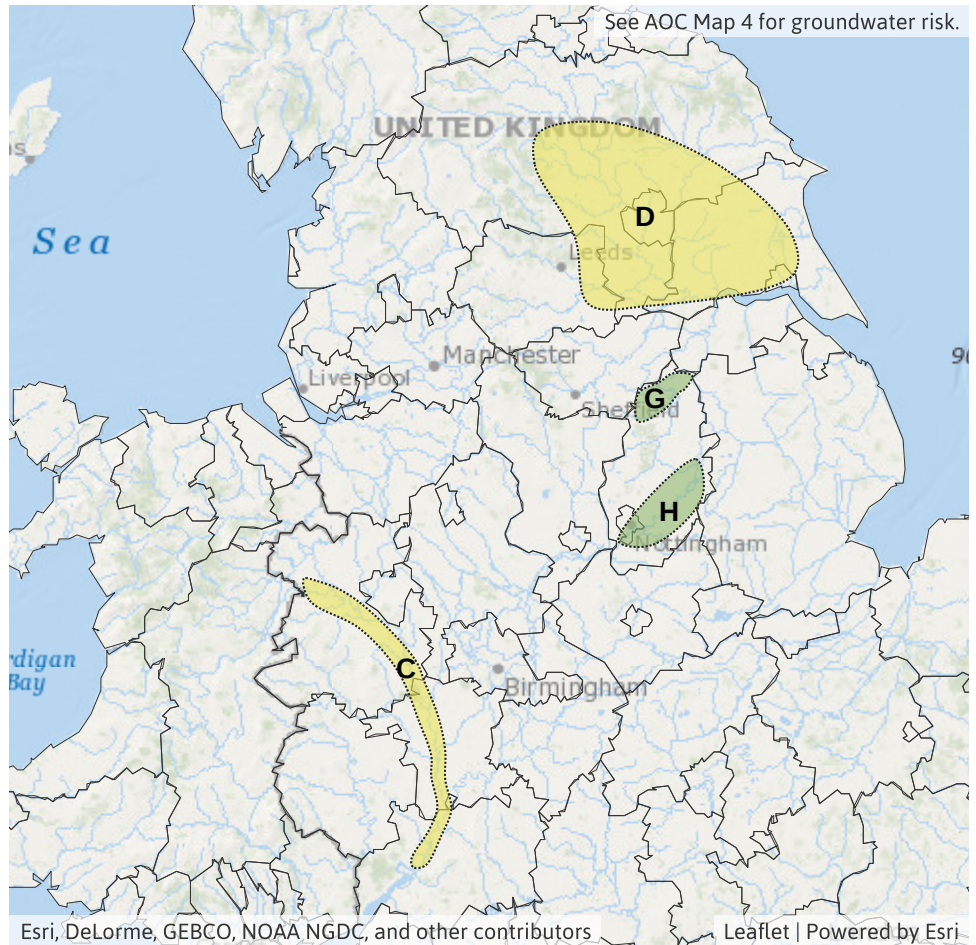 See AOC Map 4 for groundwater risk.
UNITED KINGDOM
D
Sea
Leeds
Manchester
Liverpool
G
Sheffield
H
Nottingham
C
Birmingham
rdigan
Bay
Esri, DeLorme, GEBCO, NOAA NGDC, and other contributors
Leaflet | Powered by Esri